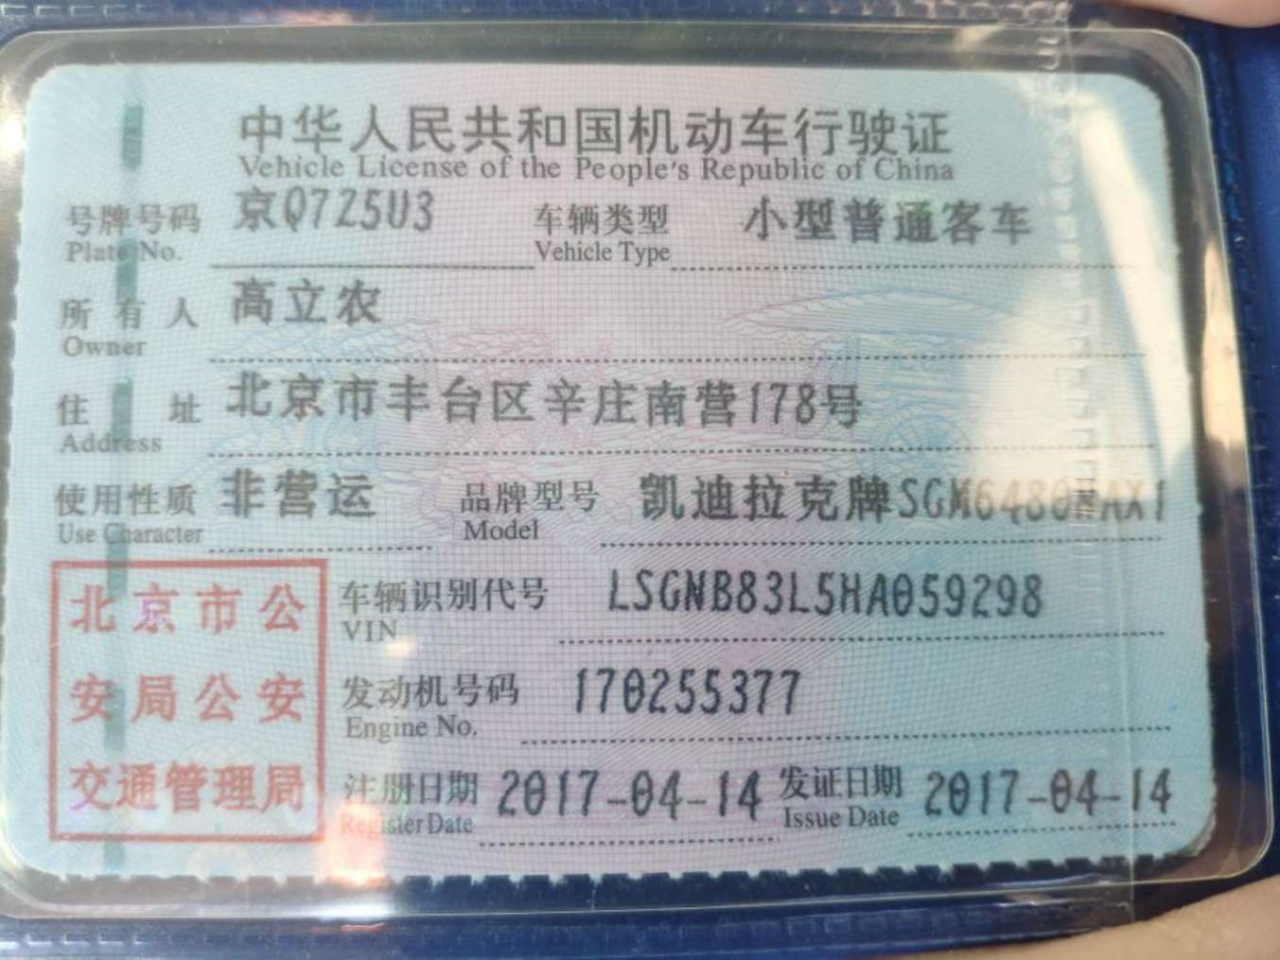 中华人民共和国机动车行驶证
Vehicle License of the People's Republic of China
号牌号码 京Q7Z5U3 车辆类型 小型普通客车
Plate No. Vehicle Type
所有人 高立农
Owner
住址 北京市丰台区辛庄南营178号
Address
使用性质 非营运 品牌型号 凯迪拉克牌SGM6480HAX1
Use Character Model
北京市公
安局公安
交通管理局
车辆识别代号 LSGNB83L5HA059298
VIN
发动机号码 170255377
Engine No.
注册日期 2017-04-14 发证日期 2017-04-14
Register Date Issue Date